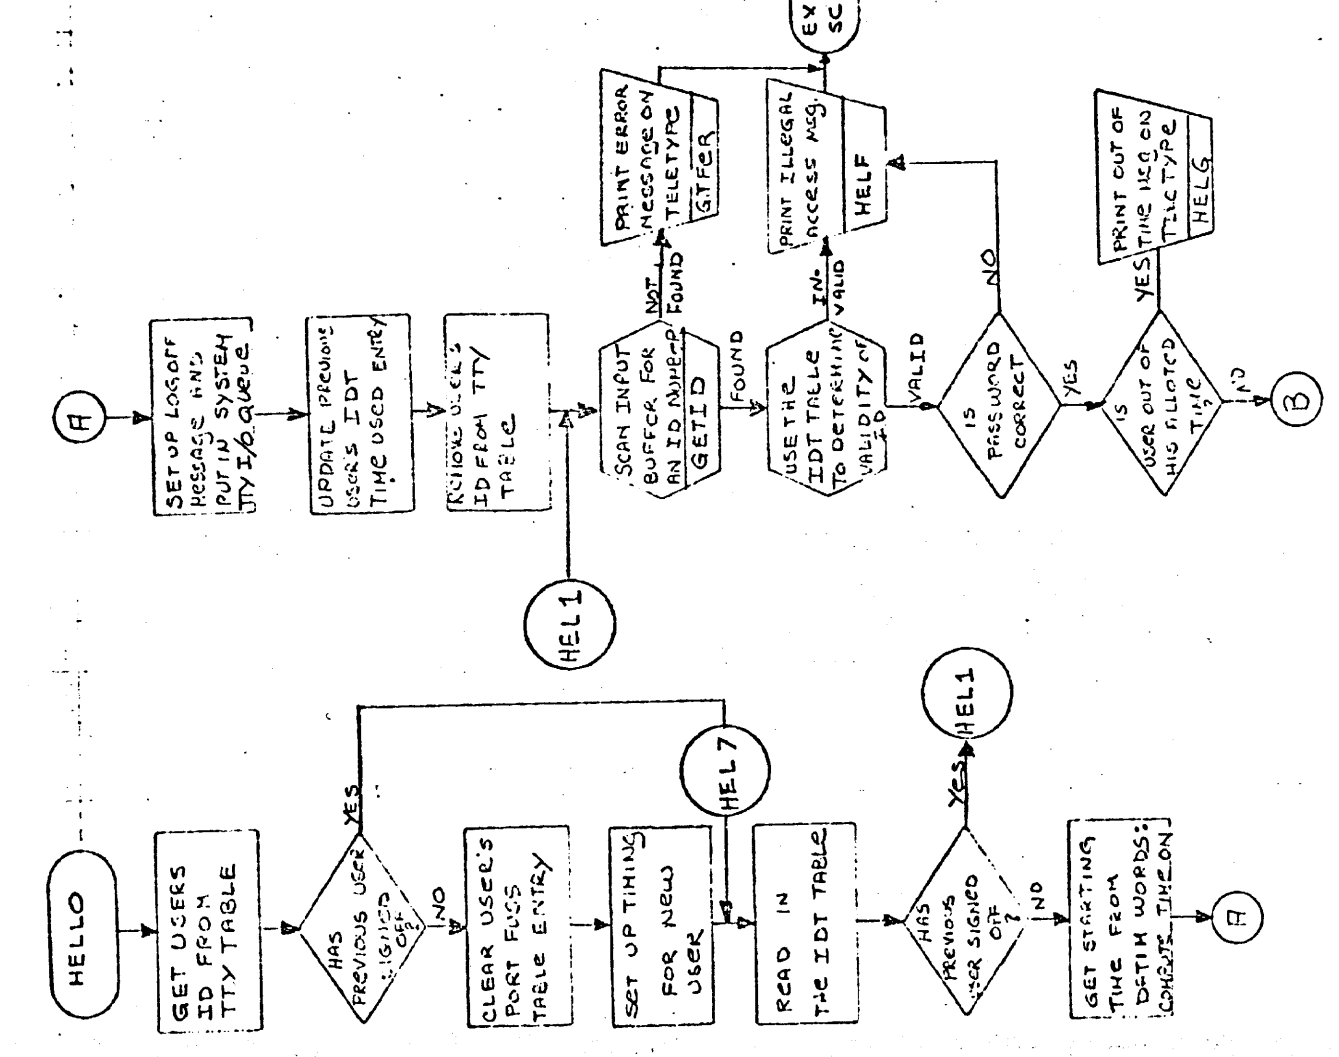 HELLO
GET USERS
ID FROM
TTY TABLE
HAS
PREVIOUS USER
SIGNED
OFF
?
YES
NO
CLEAR USER'S
PORT FUSS
TABLE ENTRY
SET UP TIMING
FOR NEW
USER
HEL7
READ IN
THE IDT TABLE
HAS
PREVIOUS
USER SIGNED
OFF
?
YES
HEL1
NO
GET STARTING
TIME FROM
DATIM WORDS:
COMPUTE TIME ON
A
A
SET UP LOGOFF
MESSAGE AND
PUT IN SYSTEM
TTY I/O QUEUE
UPDATE PREVIOUS
USER'S IDT
TIME USED ENTRY
REMOVE USER'S
ID FROM TTY
TABLE
HEL1
SCAN INPUT
BUFFER FOR
AN ID NUMBER
GETID
NOT
FOUND
PRINT ERROR
MESSAGE ON
TELETYPE
GTFER
FOUND
USE THE
IDT TABLE
TO DETERMINE
VALIDITY OF
ID
IN-
VALID
PRINT ILLEGAL
ACCESS MSG.
HELF
EX
SC
VALID
IS
PASSWORD
CORRECT
NO
YES
IS
USER OUT OF
HIS ALLOTED
TIME
?
YES
PRINT OUT OF
TIME MSG ON
TELETYPE
HELG
NO
B